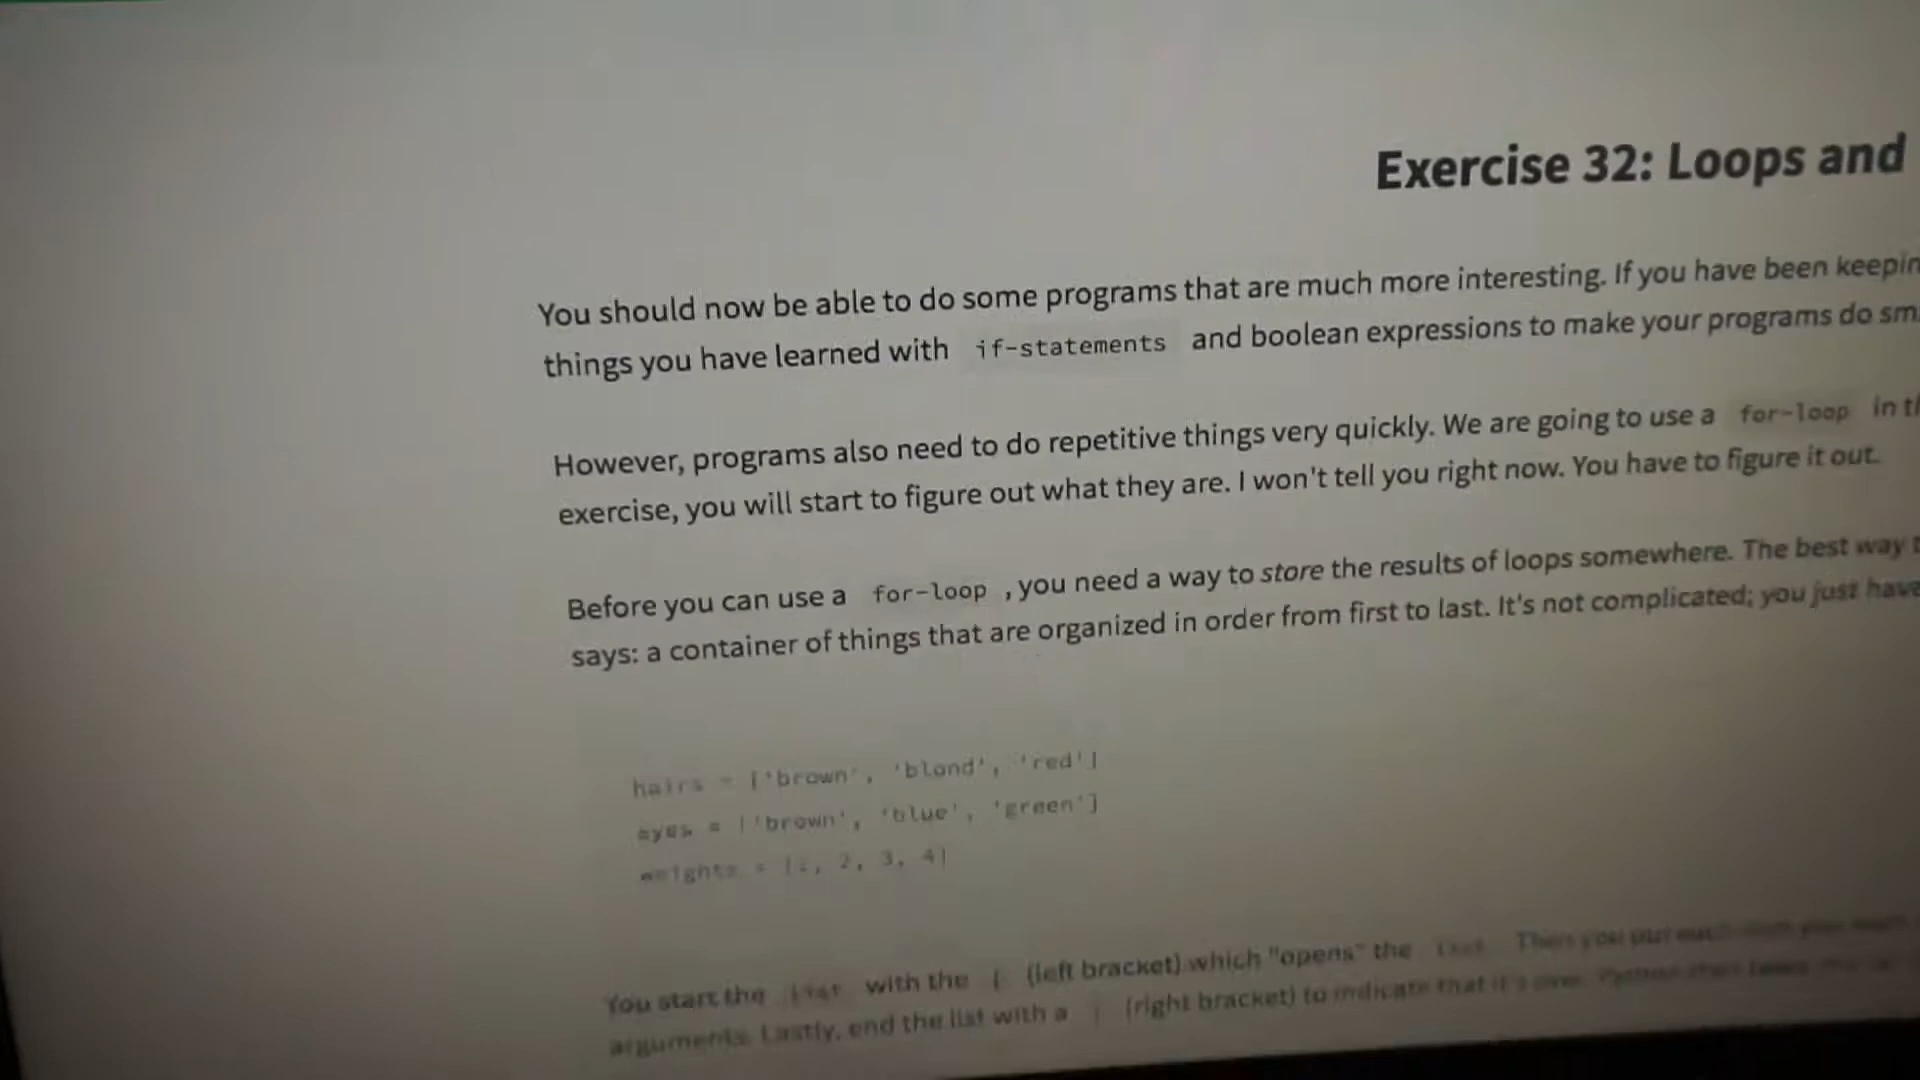 Exercise 32: Loops and
You should now be able to do some programs that are much more interesting. If you have been keepin
things you have learned with if-statements and boolean expressions to make your programs do sm
However, programs also need to do repetitive things very quickly. We are going to use a for-loop in th
exercise, you will start to figure out what they are. I won't tell you right now. You have to figure it out.
Before you can use a for-loop , you need a way to store the results of loops somewhere. The best way t
says: a container of things that are organized in order from first to last. It's not complicated; you just have
hairs = ['brown', 'blond', 'red']
eyes = ['brown', 'blue', 'green']
weights = [1, 2, 3, 4]
You start the list with the [ (left bracket) which "opens" the list Then you put each
arguments. Lastly, end the list with a ] (right bracket) to indicate that it's over. Python then takes